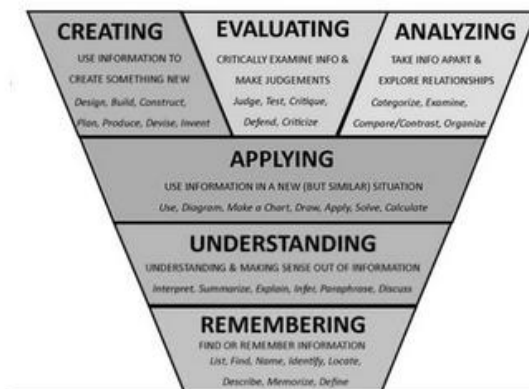 CREATING
USE INFORMATION TO
CREATE SOMETHING NEW
Design, Build, Construct,
Plan, Produce, Devise, Invent
EVALUATING
CRITICALLY EXAMINE INFO &
MAKE JUDGEMENTS
Judge, Test, Critique,
Defend, Criticize
ANALYZING
TAKE INFO APART &
EXPLORE RELATIONSHIPS
Categorize, Examine,
Compare/Contrast, Organize
APPLYING
USE INFORMATION IN A NEW (BUT SIMILAR) SITUATION
Use, Diagram, Make a Chart, Draw, Apply, Solve, Calculate
UNDERSTANDING
UNDERSTANDING & MAKING SENSE OUT OF INFORMATION
Interpret, Summarize, Explain, Infer, Paraphrase, Discuss
REMEMBERING
FIND OR REMEMBER INFORMATION
List, Find, Name, Identify, Locate,
Describe, Memorize, Define